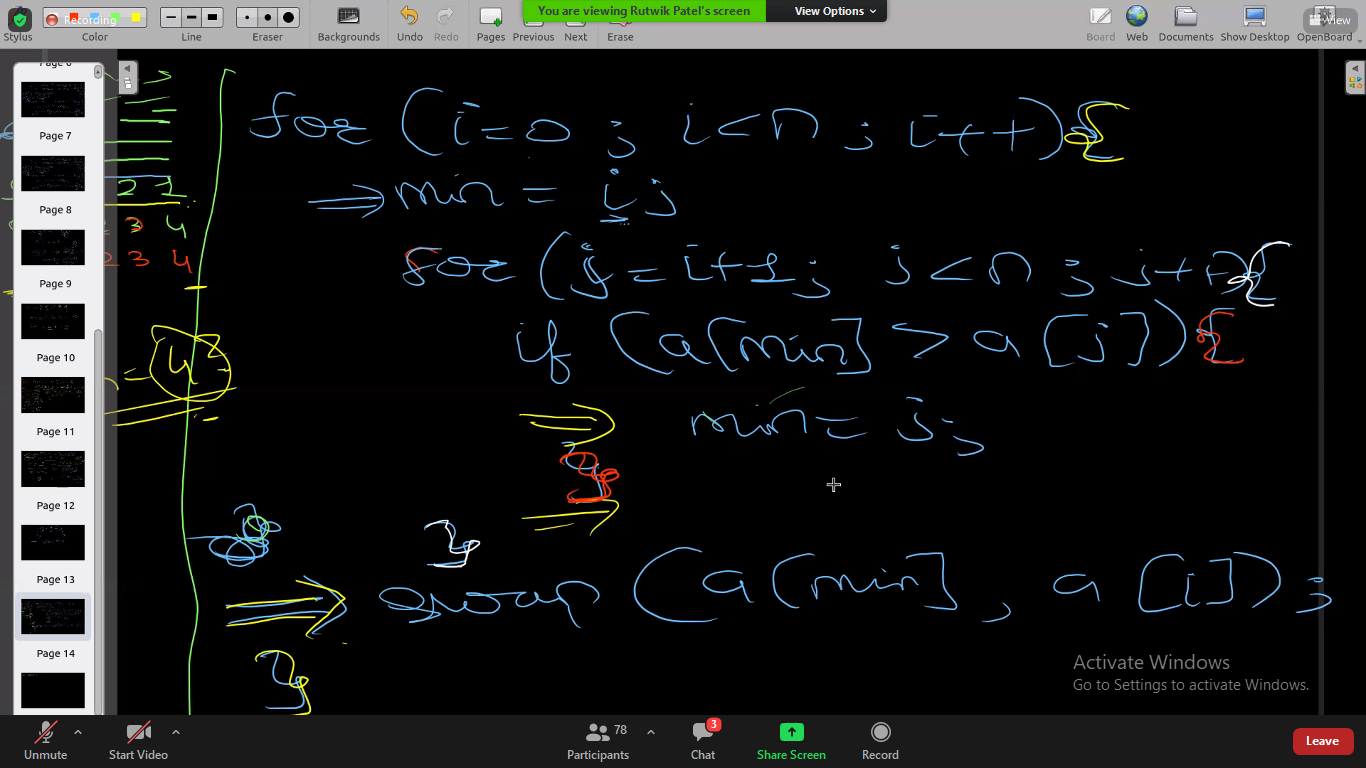 Recording
You are viewing Rutwik Patel's screen
View Options
View
Stylus
Color
Line
Eraser
Backgrounds
Undo
Redo
Pages
Previous
Next
Erase
Board
Web
Documents
Show Desktop
OpenBoard
Page 7
Page 8
Page 9
Page 10
Page 11
Page 12
Page 13
Page 14
2 1
3 4
2 3 4
for (i=0 ; i<n ; i++){
⇒ min = i;
for (j=i+1; j<n ; j++){
if (a[min] > a[j]){
min = j;
}
}
⇒ swap (a[min], a[i]);
}
Activate Windows
Go to Settings to activate Windows.
Unmute
Start Video
78
Participants
3
Chat
Share Screen
Record
Leave